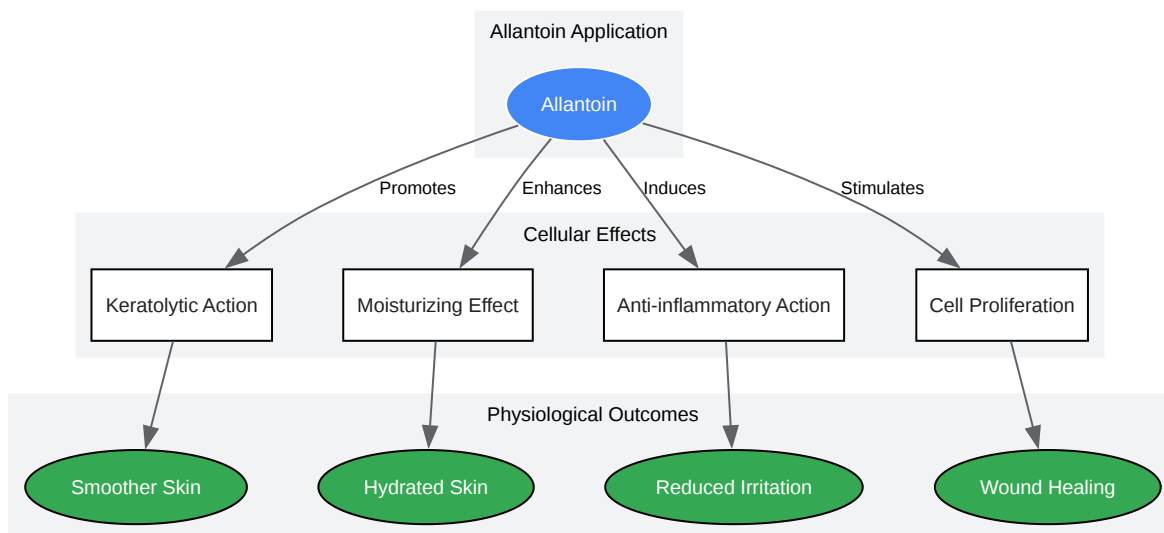 Allantoin Application
Allantoin
Promotes
Enhances
Induces
Stimulates
Cellular Effects
Keratolytic Action
Moisturizing Effect
Anti-inflammatory Action
Cell Proliferation
Physiological Outcomes
Smoother Skin
Hydrated Skin
Reduced Irritation
Wound Healing